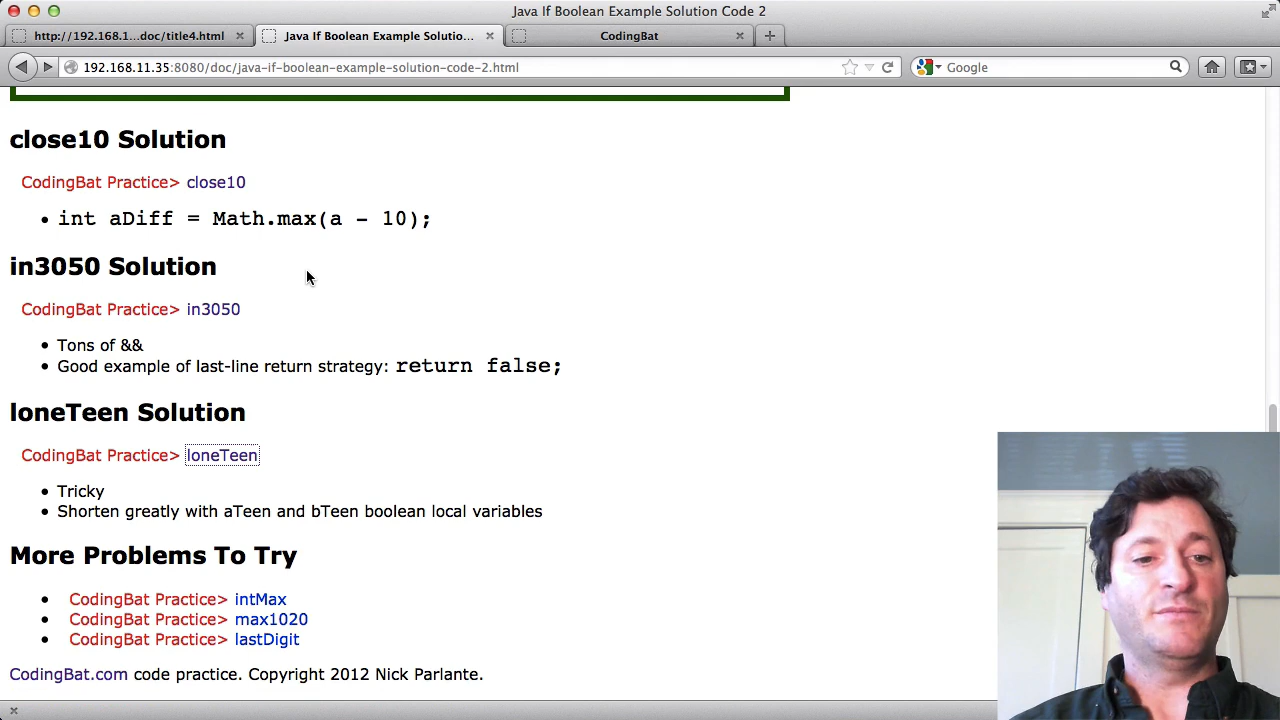 Java If Boolean Example Solution Code 2
http://192.168.1...doc/title4.html
Java If Boolean Example Solutio...
CodingBat
192.168.11.35:8080/doc/java-if-boolean-example-solution-code-2.html
Google
close10 Solution
CodingBat Practice> close10
int aDiff = Math.max(a - 10);
in3050 Solution
CodingBat Practice> in3050
Tons of &&
Good example of last-line return strategy: return false;
loneTeen Solution
CodingBat Practice> loneTeen
Tricky
Shorten greatly with aTeen and bTeen boolean local variables
More Problems To Try
CodingBat Practice> intMax
CodingBat Practice> max1020
CodingBat Practice> lastDigit
CodingBat.com code practice. Copyright 2012 Nick Parlante.